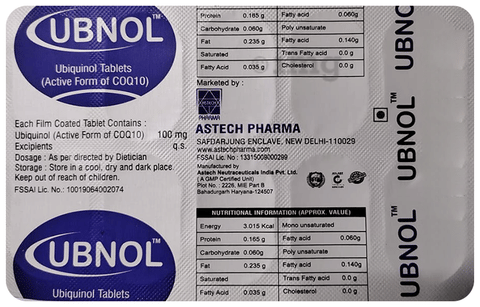 UBNOL™
Ubiquinol Tablets
(Active Form of COQ10)
Each Film Coated Tablet Contains :
Ubiquinol (Active Form of COQ10) 100 mg
Excipients q.s.
Dosage : As per directed by Dietician
Storage : Store in a cool, dry and dark place.
Keep out of reach of children.
FSSAI Lic. No.: 10019064002074
UBNOL™
Ubiquinol Tablets
Protein 0.165 g Fatty acid 0.060g
Carbohydrate 0.060g Poly unsaturate
Fat 0.235 g Fatty acid 0.140g
Saturated Trans Fatty acid 0.0 g
Fatty Acid 0.035 g Cholesterol 0.0 g
Marketed by :
PHARMA
ASTECH PHARMA
SAFDARJUNG ENCLAVE, NEW DELHI-110029
www.astechpharma.com
FSSAI Lic. No.: 13315009000299
Manufactured by:
Astech Neutraceuticals India Pvt. Ltd.
( A GMP Certified Unit)
Plot No.: 2226, MIE Part B
Bahadurgarh Haryana-124507
NUTRITIONAL INFORMATION (APPROX. VALUE)
Energy 3.015 Kcal Mono unsaturated
Protein 0.165 g Fatty acid 0.060g
Carbohydrate 0.060g Poly unsaturate
Fat 0.235 g Fatty acid 0.140g
Saturated Trans Fatty acid 0.0 g
Fatty Acid 0.035 g Cholesterol 0.0 g
UBNOL™
UBNOL™
UBNOL™